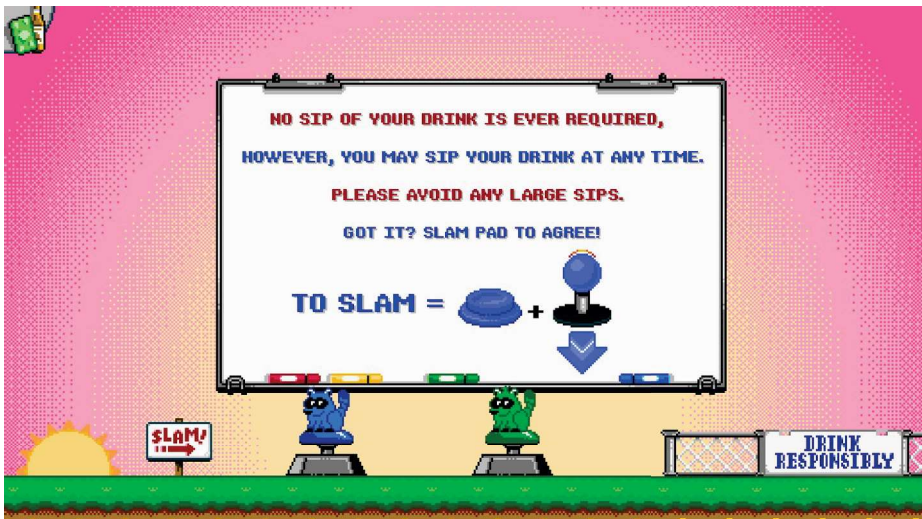 NO SIP OF YOUR DRINK IS EVER REQUIRED,
HOWEVER, YOU MAY SIP YOUR DRINK AT ANY TIME.
PLEASE AVOID ANY LARGE SIPS.
GOT IT? SLAM PAD TO AGREE!
TO SLAM = +
SLAM!
DRINK
RESPONSIBLY